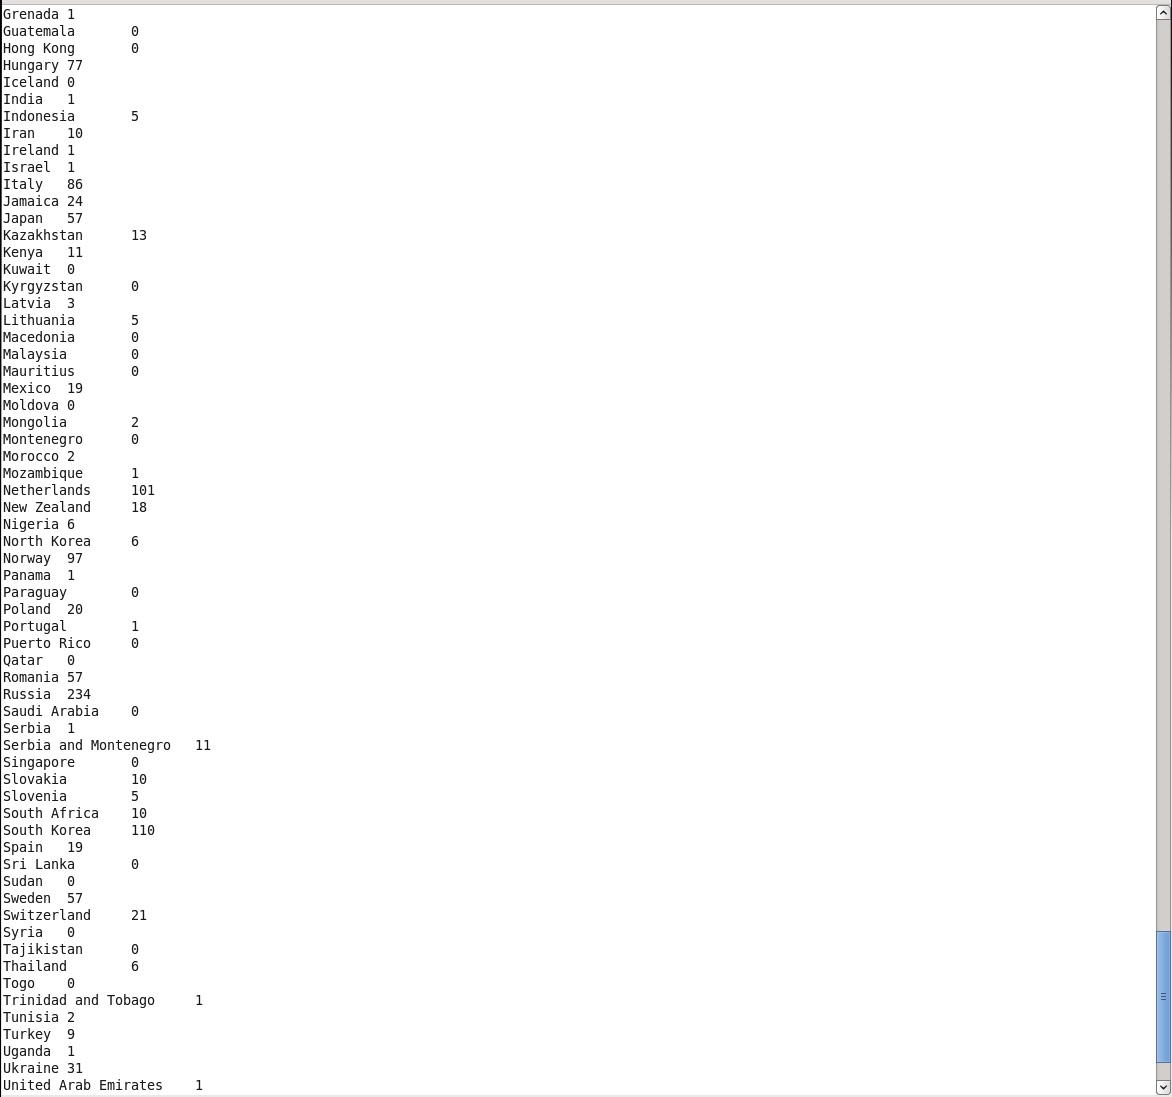 Grenada 1
Guatemala 0
Hong Kong 0
Hungary 77
Iceland 0
India 1
Indonesia 5
Iran 10
Ireland 1
Israel 1
Italy 86
Jamaica 24
Japan 57
Kazakhstan 13
Kenya 11
Kuwait 0
Kyrgyzstan 0
Latvia 3
Lithuania 5
Macedonia 0
Malaysia 0
Mauritius 0
Mexico 19
Moldova 0
Mongolia 2
Montenegro 0
Morocco 2
Mozambique 1
Netherlands 101
New Zealand 18
Nigeria 6
North Korea 6
Norway 97
Panama 1
Paraguay 0
Poland 20
Portugal 1
Puerto Rico 0
Qatar 0
Romania 57
Russia 234
Saudi Arabia 0
Serbia 1
Serbia and Montenegro 11
Singapore 0
Slovakia 10
Slovenia 5
South Africa 10
South Korea 110
Spain 19
Sri Lanka 0
Sudan 0
Sweden 57
Switzerland 21
Syria 0
Tajikistan 0
Thailand 6
Togo 0
Trinidad and Tobago 1
Tunisia 2
Turkey 9
Uganda 1
Ukraine 31
United Arab Emirates 1